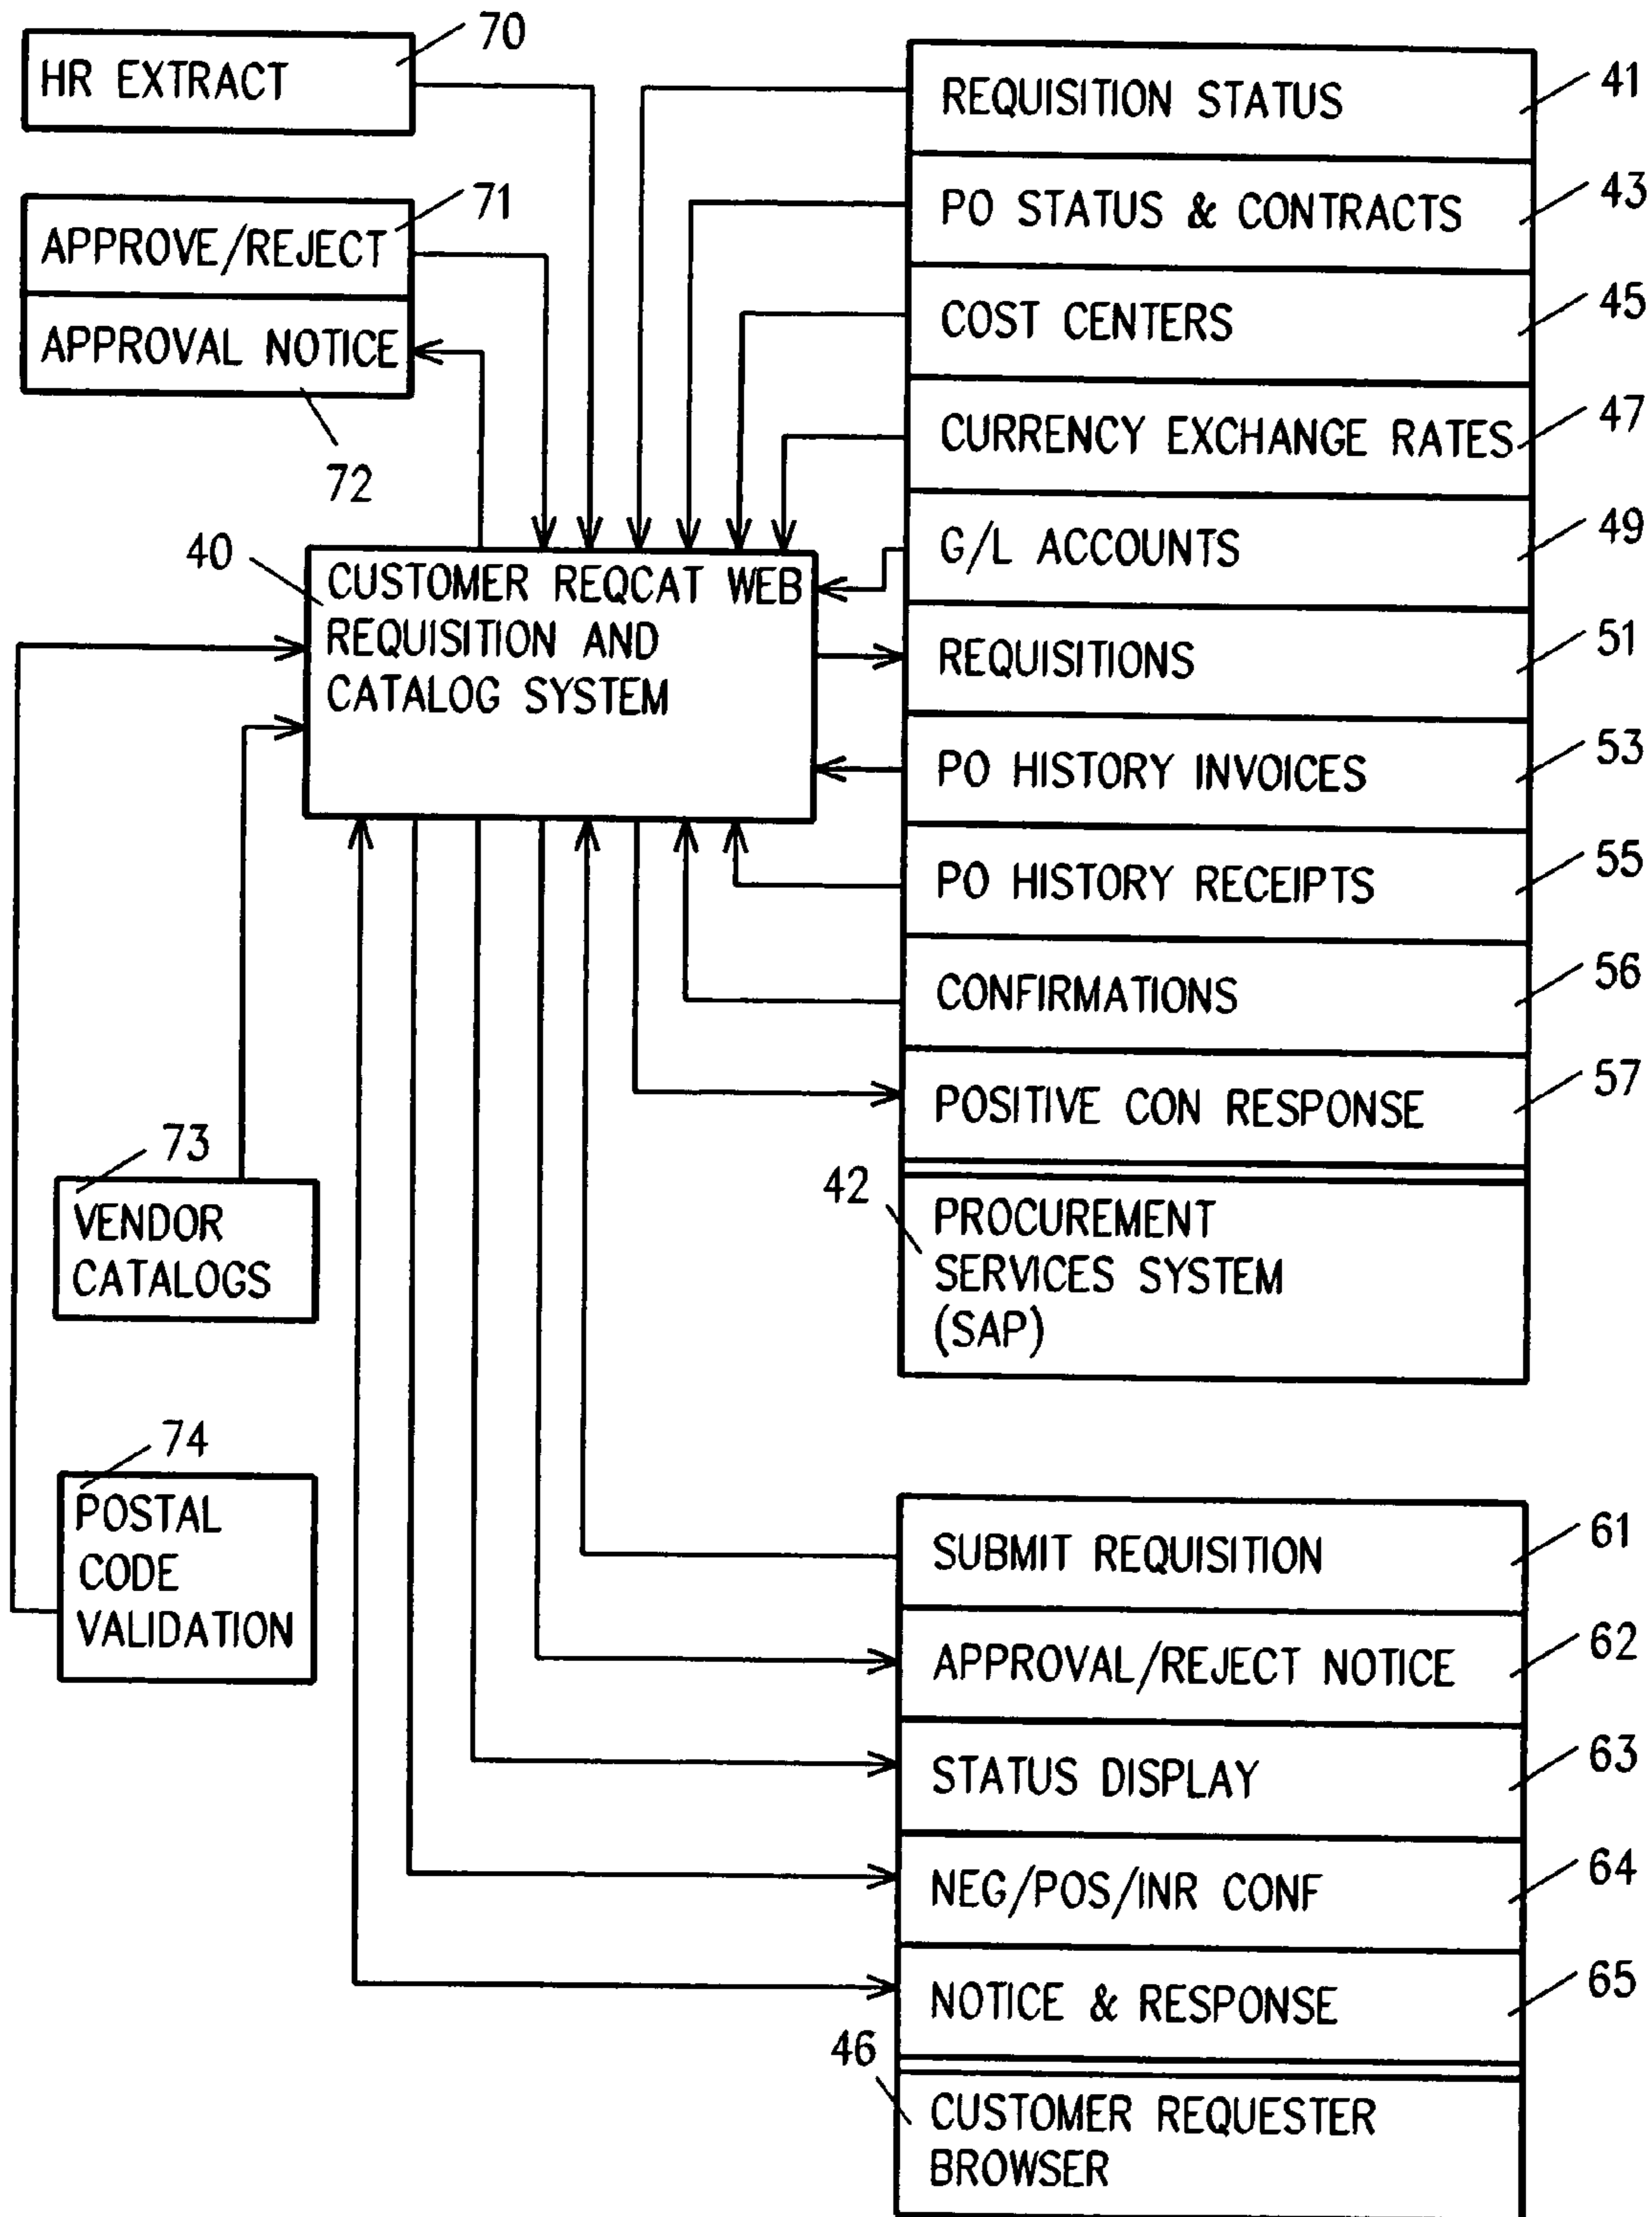 HR EXTRACT
70
APPROVE/REJECT
71
APPROVAL NOTICE
72
40
CUSTOMER REQCAT WEB
REQUISITION AND
CATALOG SYSTEM
73
VENDOR
CATALOGS
74
POSTAL
CODE
VALIDATION
REQUISITION STATUS
41
PO STATUS & CONTRACTS
43
COST CENTERS
45
CURRENCY EXCHANGE RATES
47
G/L ACCOUNTS
49
REQUISITIONS
51
PO HISTORY INVOICES
53
PO HISTORY RECEIPTS
55
CONFIRMATIONS
56
POSITIVE CON RESPONSE
57
42
PROCUREMENT
SERVICES SYSTEM
(SAP)
SUBMIT REQUISITION
61
APPROVAL/REJECT NOTICE
62
STATUS DISPLAY
63
NEG/POS/INR CONF
64
NOTICE & RESPONSE
65
46
CUSTOMER REQUESTER
BROWSER